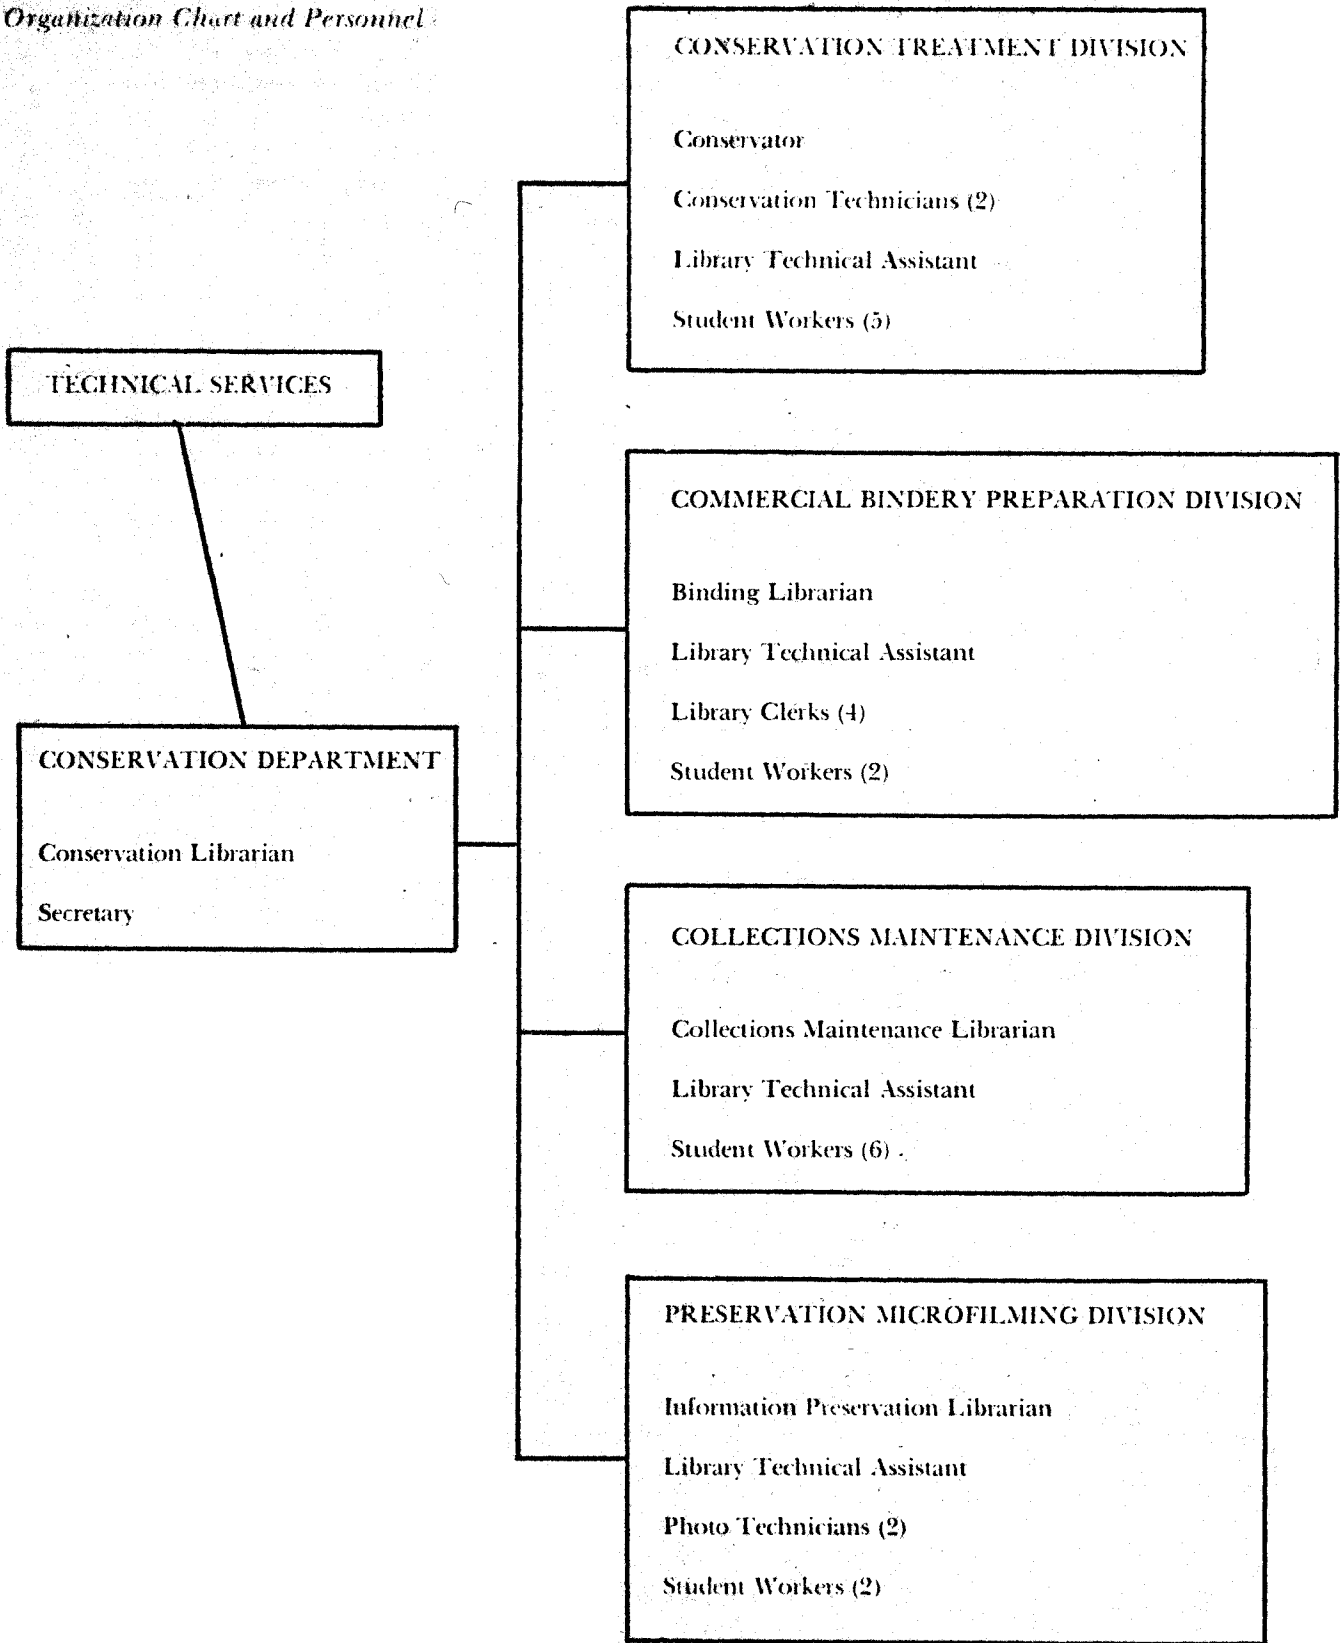 Organization Chart and Personnel
CONSERVATION TREATMENT DIVISION
Conservator
Conservation Technicians (2)
Library Technical Assistant
Student Workers (5)
TECHNICAL SERVICES
COMMERCIAL BINDERY PREPARATION DIVISION
Binding Librarian
Library Technical Assistant
Library Clerks (4)
Student Workers (2)
CONSERVATION DEPARTMENT
Conservation Librarian
Secretary
COLLECTIONS MAINTENANCE DIVISION
Collections Maintenance Librarian
Library Technical Assistant
Student Workers (6)
PRESERVATION MICROFILMING DIVISION
Information Preservation Librarian
Library Technical Assistant
Photo Technicians (2)
Student Workers (2)